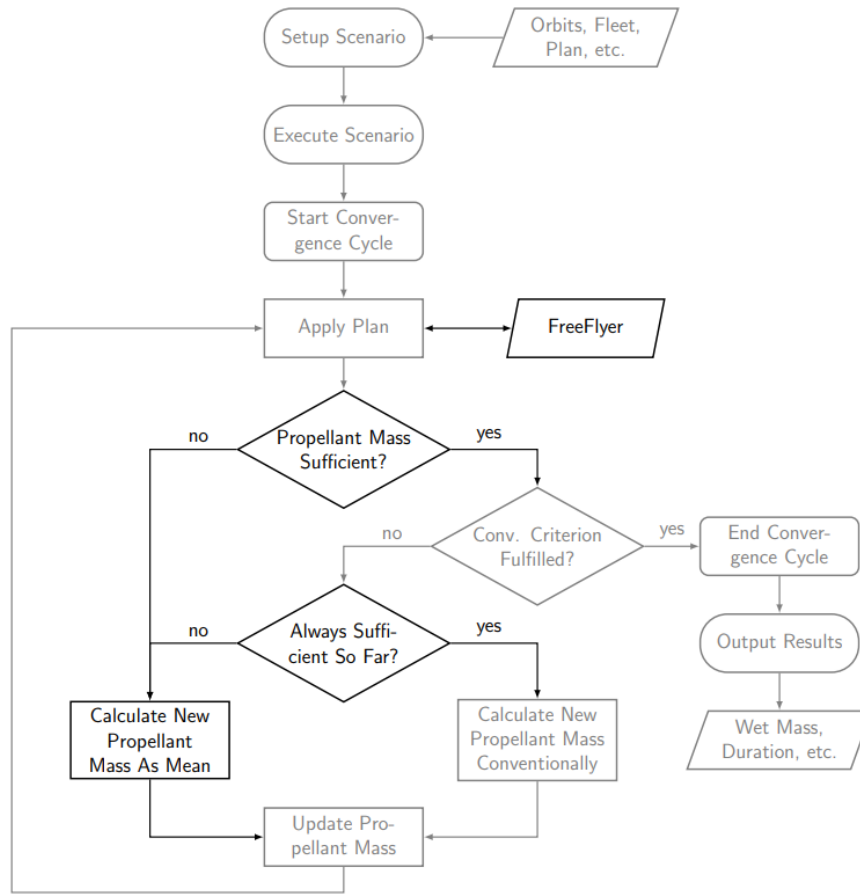 Setup Scenario
Orbits, Fleet,
Plan, etc.
Execute Scenario
Start Conver-
gence Cycle
Apply Plan
FreeFlyer
no
Propellant Mass
Sufficient?
yes
no
Conv. Criterion
Fulfilled?
yes
End Conver-
gence Cycle
no
Always Suffi-
cient So Far?
yes
Output Results
Calculate New
Propellant
Mass As Mean
Calculate New
Propellant Mass
Conventionally
Wet Mass,
Duration, etc.
Update Pro-
pellant Mass